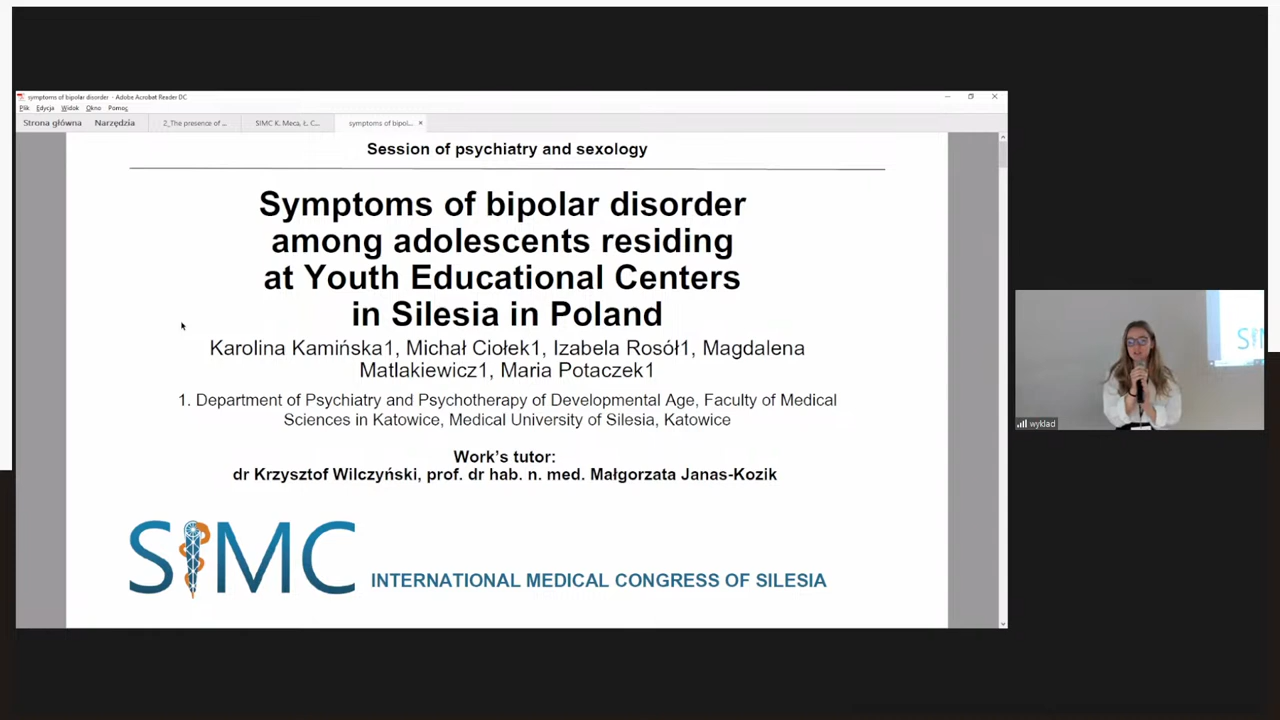 symptoms of bipolar disorder - Adobe Acrobat Reader DC
Plik Edycja Widok Okno Pomoc
Strona główna Narzędzia 2_The presence of ... SIMC K. Meca, Ł. C... symptoms of bipol... ×
Session of psychiatry and sexology
Symptoms of bipolar disorder
among adolescents residing
at Youth Educational Centers
in Silesia in Poland
Karolina Kamińska1, Michał Ciołek1, Izabela Rosół1, Magdalena
Matlakiewicz1, Maria Potaczek1
1. Department of Psychiatry and Psychotherapy of Developmental Age, Faculty of Medical
Sciences in Katowice, Medical University of Silesia, Katowice
Work's tutor:
dr Krzysztof Wilczyński, prof. dr hab. n. med. Małgorzata Janas-Kozik
SIMC INTERNATIONAL MEDICAL CONGRESS OF SILESIA
SI
wyklad